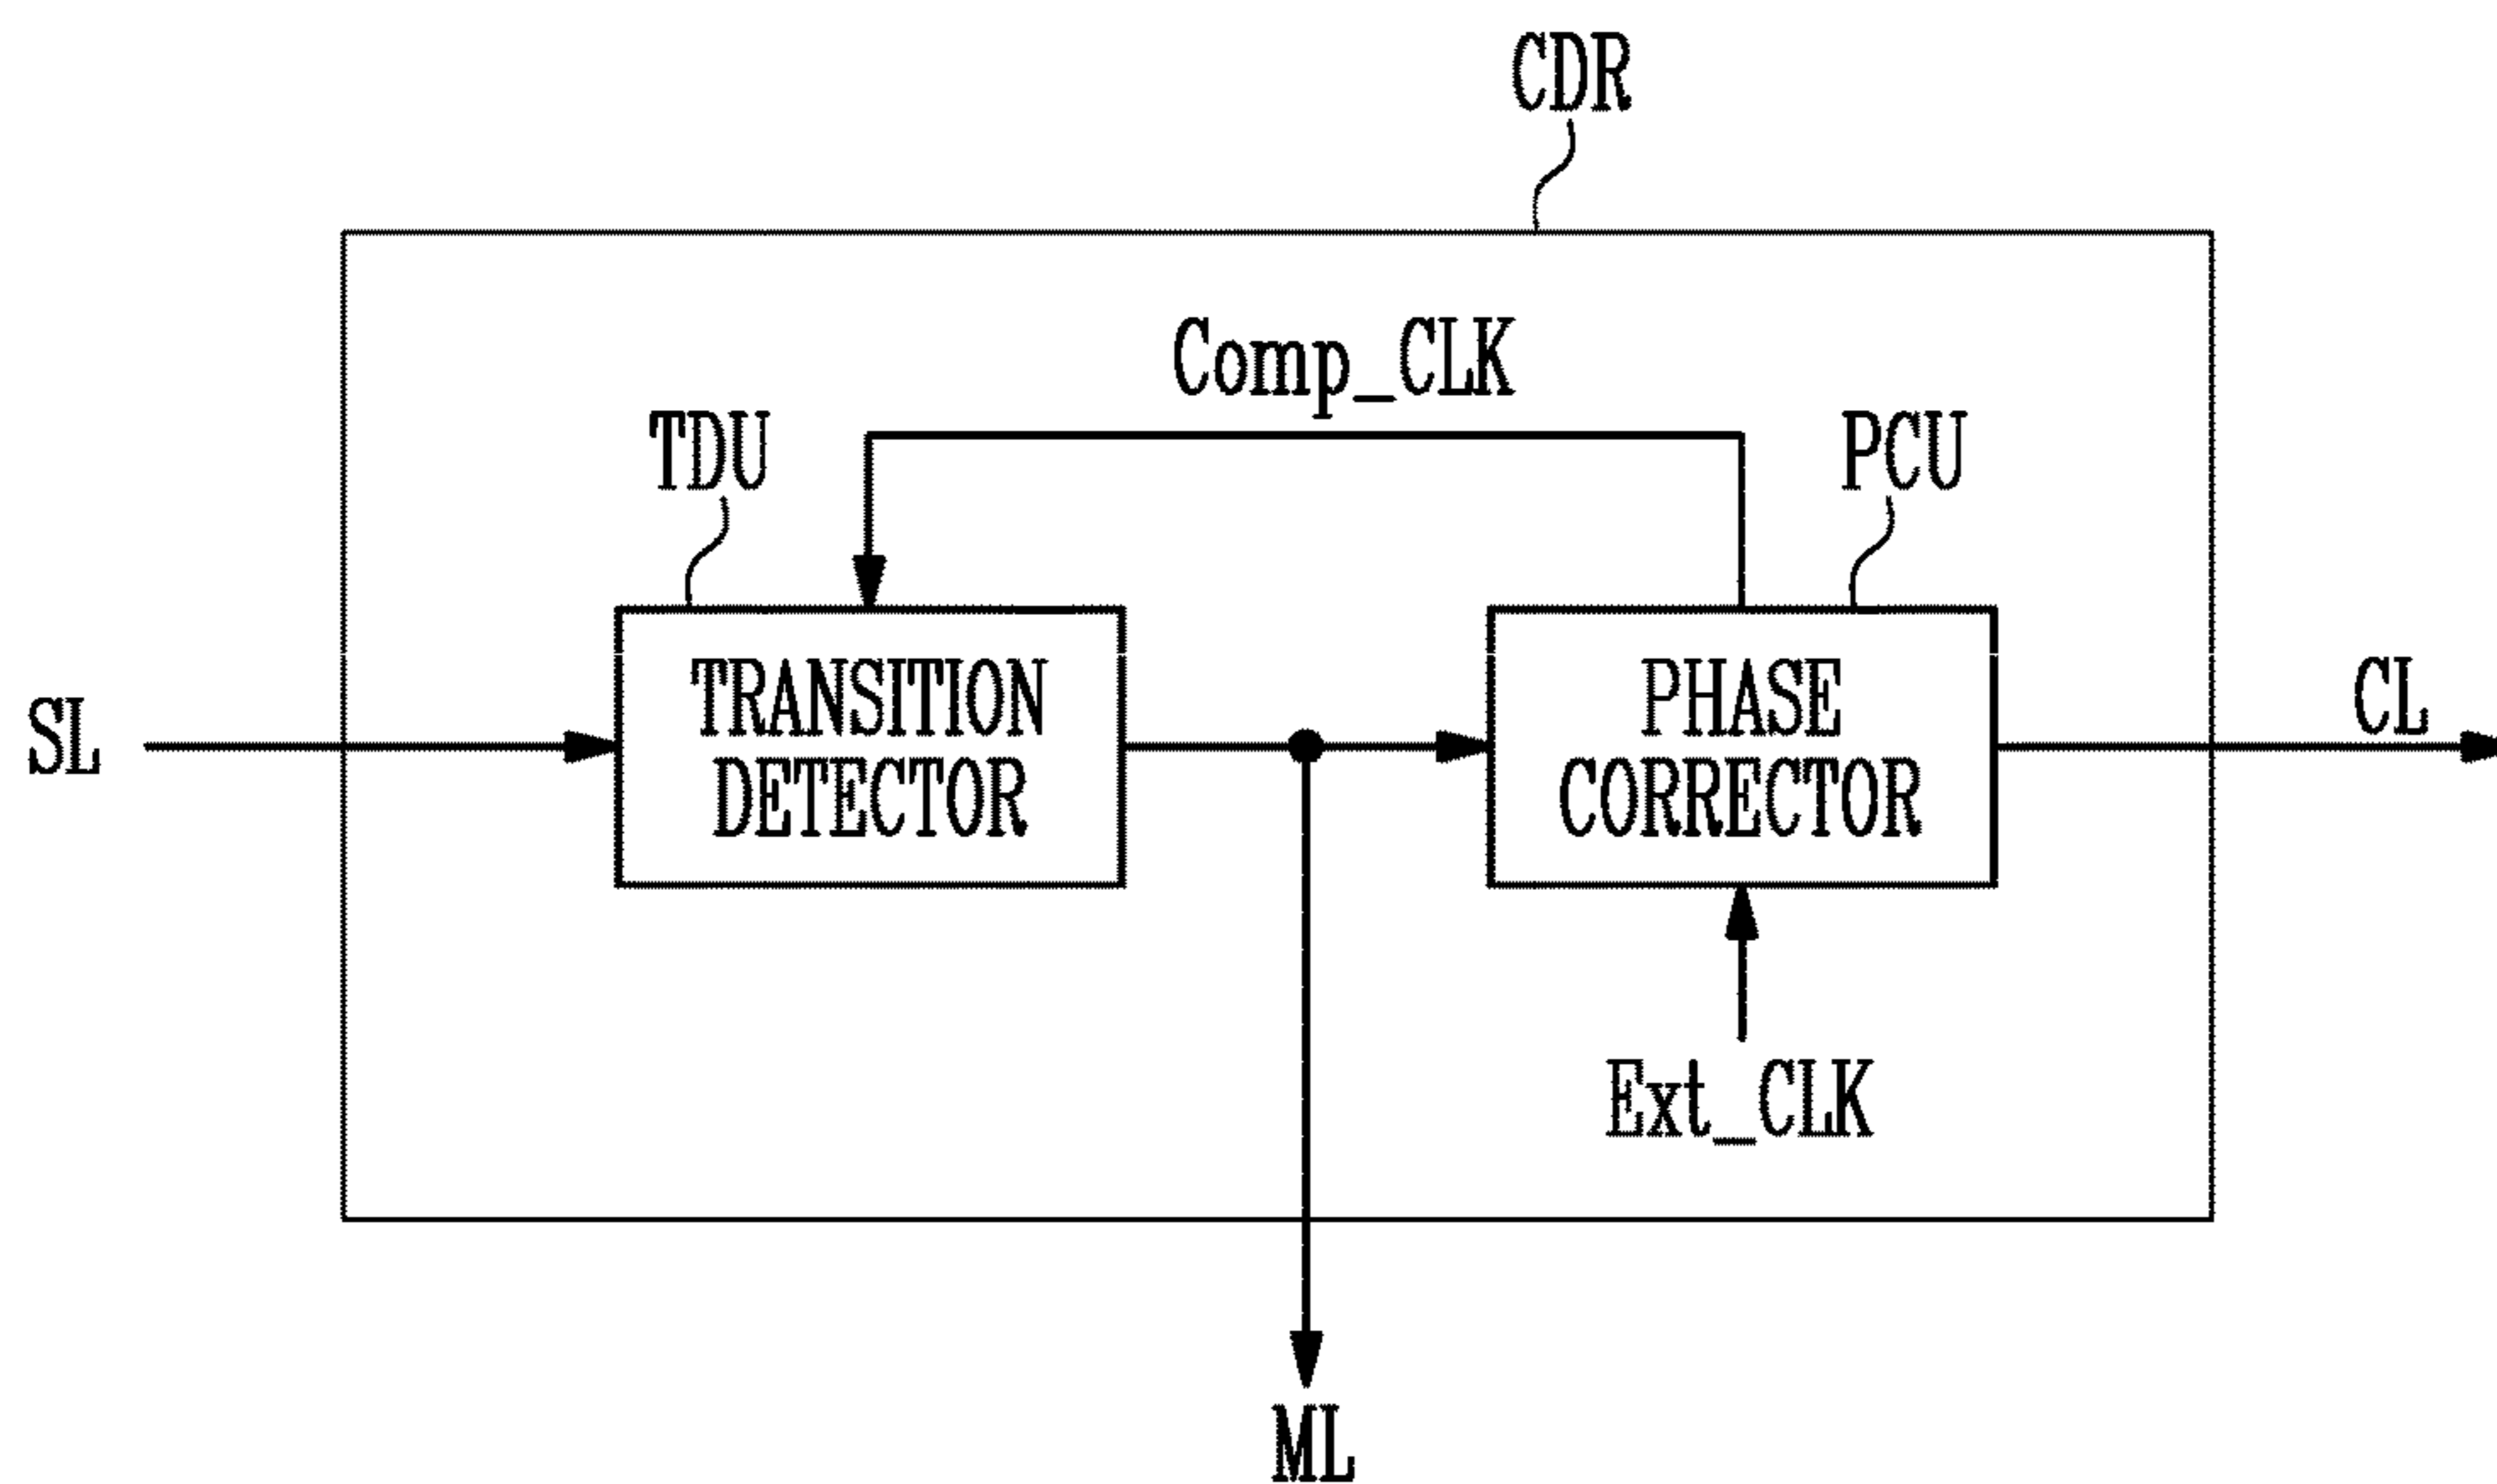 CDR
Comp_CLK
TDU
PCU
TRANSITION
DETECTOR
PHASE
CORRECTOR
SL
CL
Ext_CLK
ML